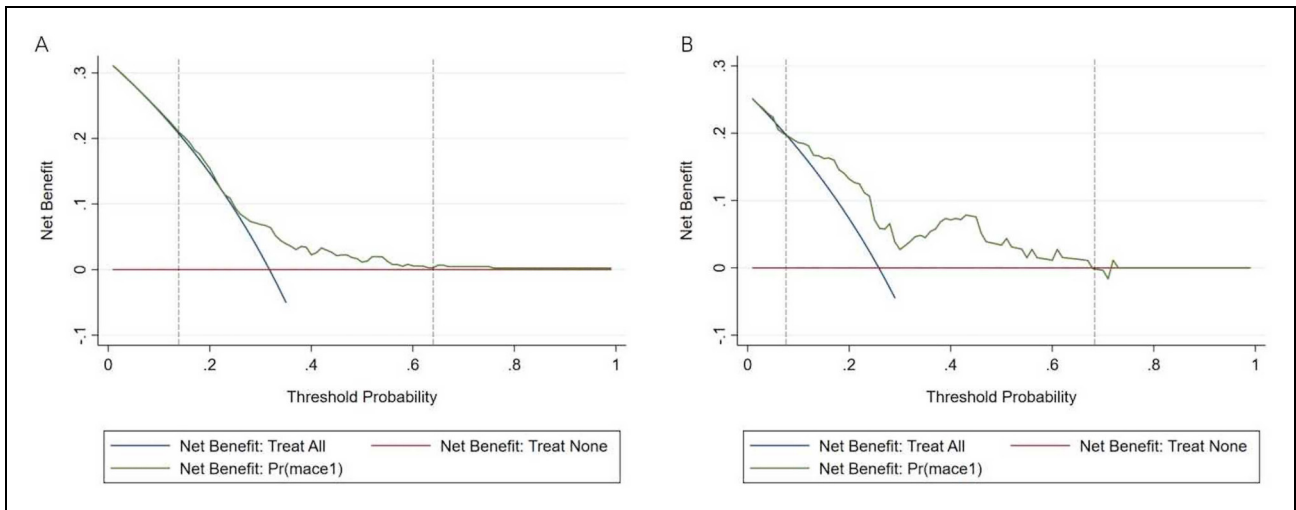 A
.3
.2
.1
0
-.1
Net Benefit
0 .2 .4 .6 .8 1
Threshold Probability
Net Benefit: Treat All Net Benefit: Treat None
Net Benefit: Pr(mace1)
B
.3
.2
.1
0
-.1
Net Benefit
0 .2 .4 .6 .8 1
Threshold Probability
Net Benefit: Treat All Net Benefit: Treat None
Net Benefit: Pr(mace1)